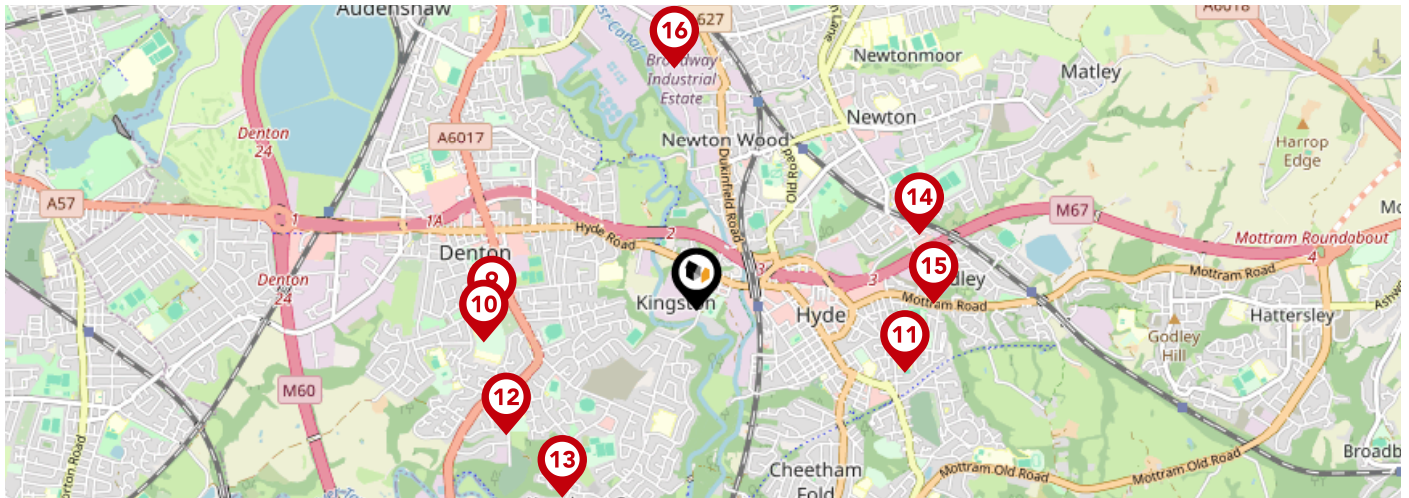 Audenshaw
16
627
A6018
Broadway
Industrial
Estate
Newtonmoor
Matley
Denton
24
A6017
Newton
Newton Wood
Harrop
Edge
Old Road
Dukinfield Road
A57
1
1A
14
M67
Hyde Road
2
Mottram Roundabout
4
Denton
9
10
Denton
24
3
3
15
Mottram Road
Mottram Road
Kingston
Hyde
Hattersley
Godley
Hill
11
M60
12
13
Cheetham
Fold
Mottram Old Road
Mottram Old Road